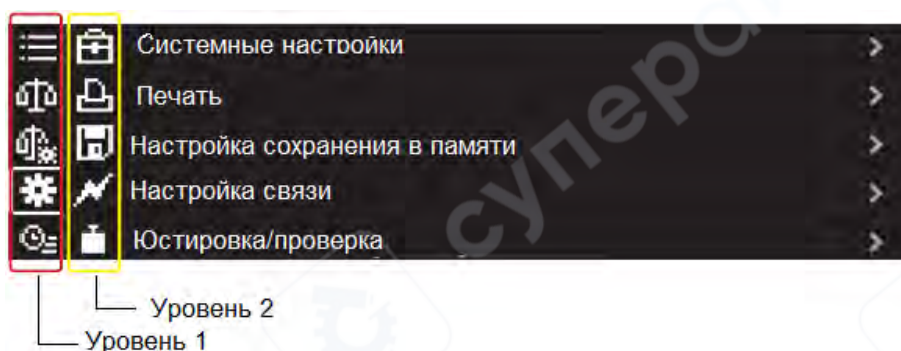 Системные настройки
Печать
Настройка сохранения в памяти
Настройка связи
Юстировка/проверка
Уровень 2
Уровень 1